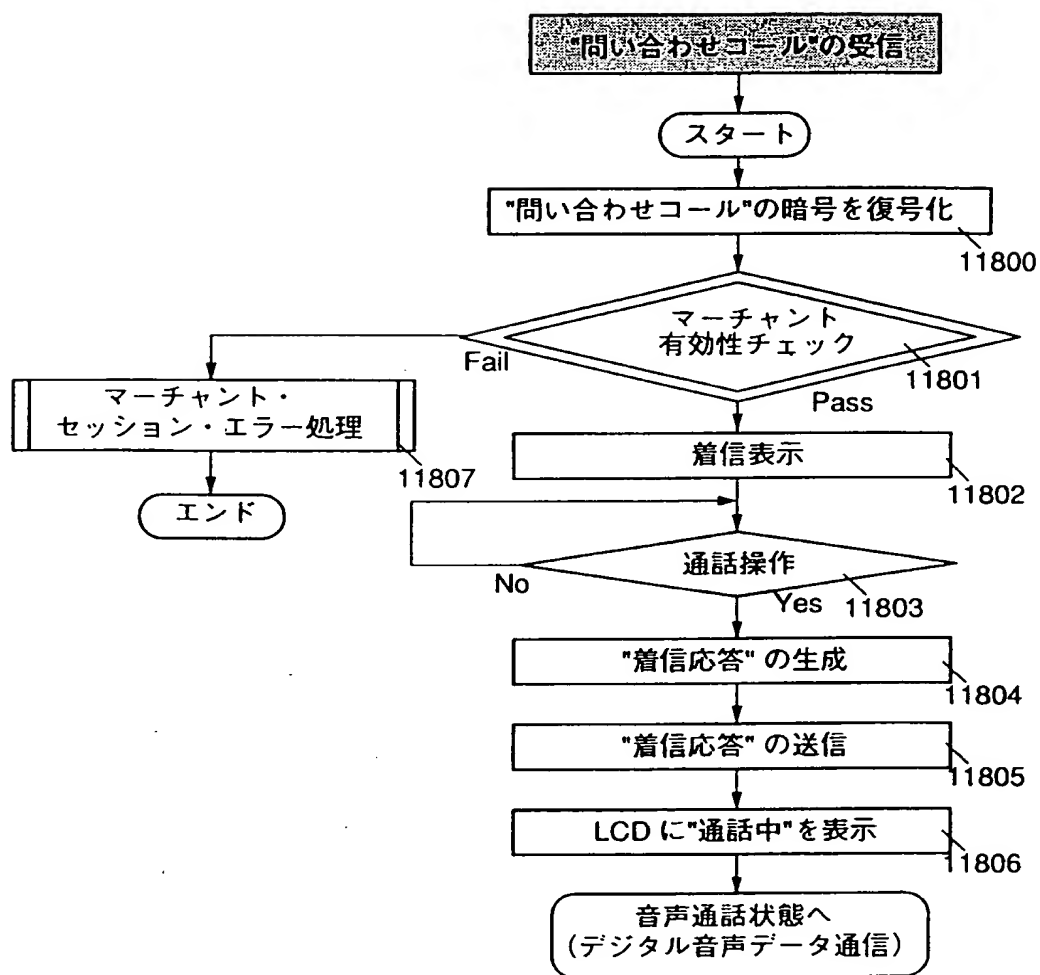 "問い合わせコール"の受信
スタート
"問い合わせコール"の暗号を復号化
11800
マーチャント
有効性チェック
11801
Fail
Pass
マーチャント・
セッション・エラー処理
11807
エンド
着信表示
11802
通話操作
No
Yes
11803
"着信応答" の生成
11804
"着信応答" の送信
11805
LCD に"通話中"を表示
11806
音声通話状態へ
(デジタル音声データ通信)